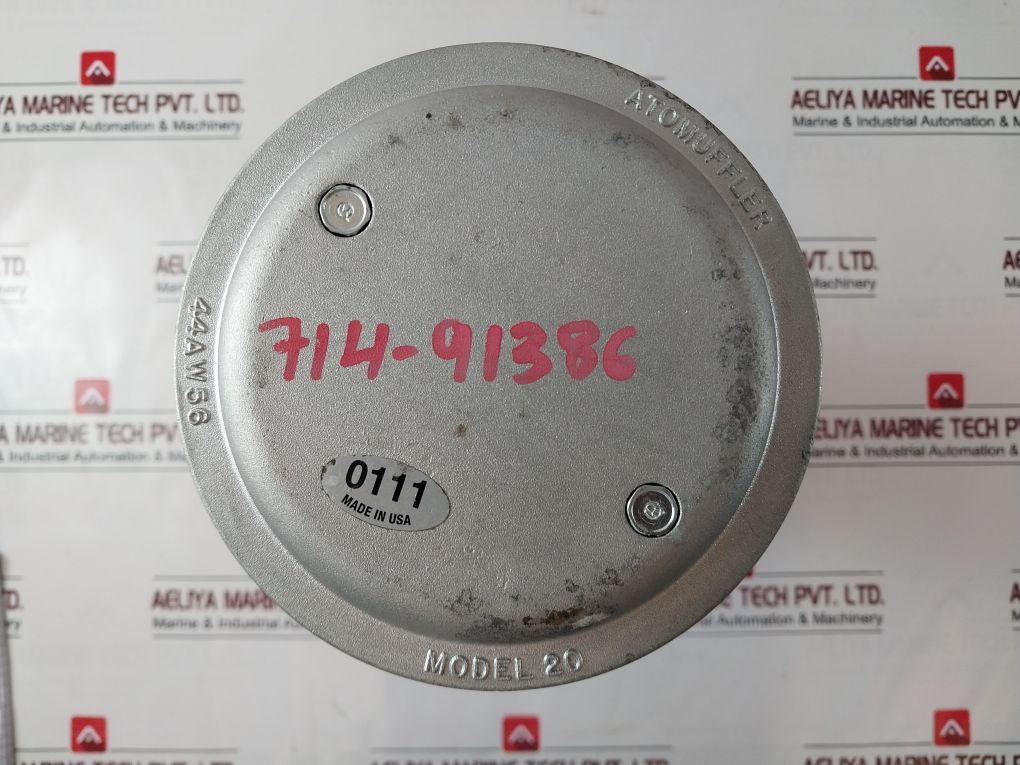 AELIYA MARINE TECH PVT. LTD.
Marine & Industrial Automation & Machinery
ATOMUFFLER
44AW56
714-91386
0111
MADE IN USA
MODEL 20